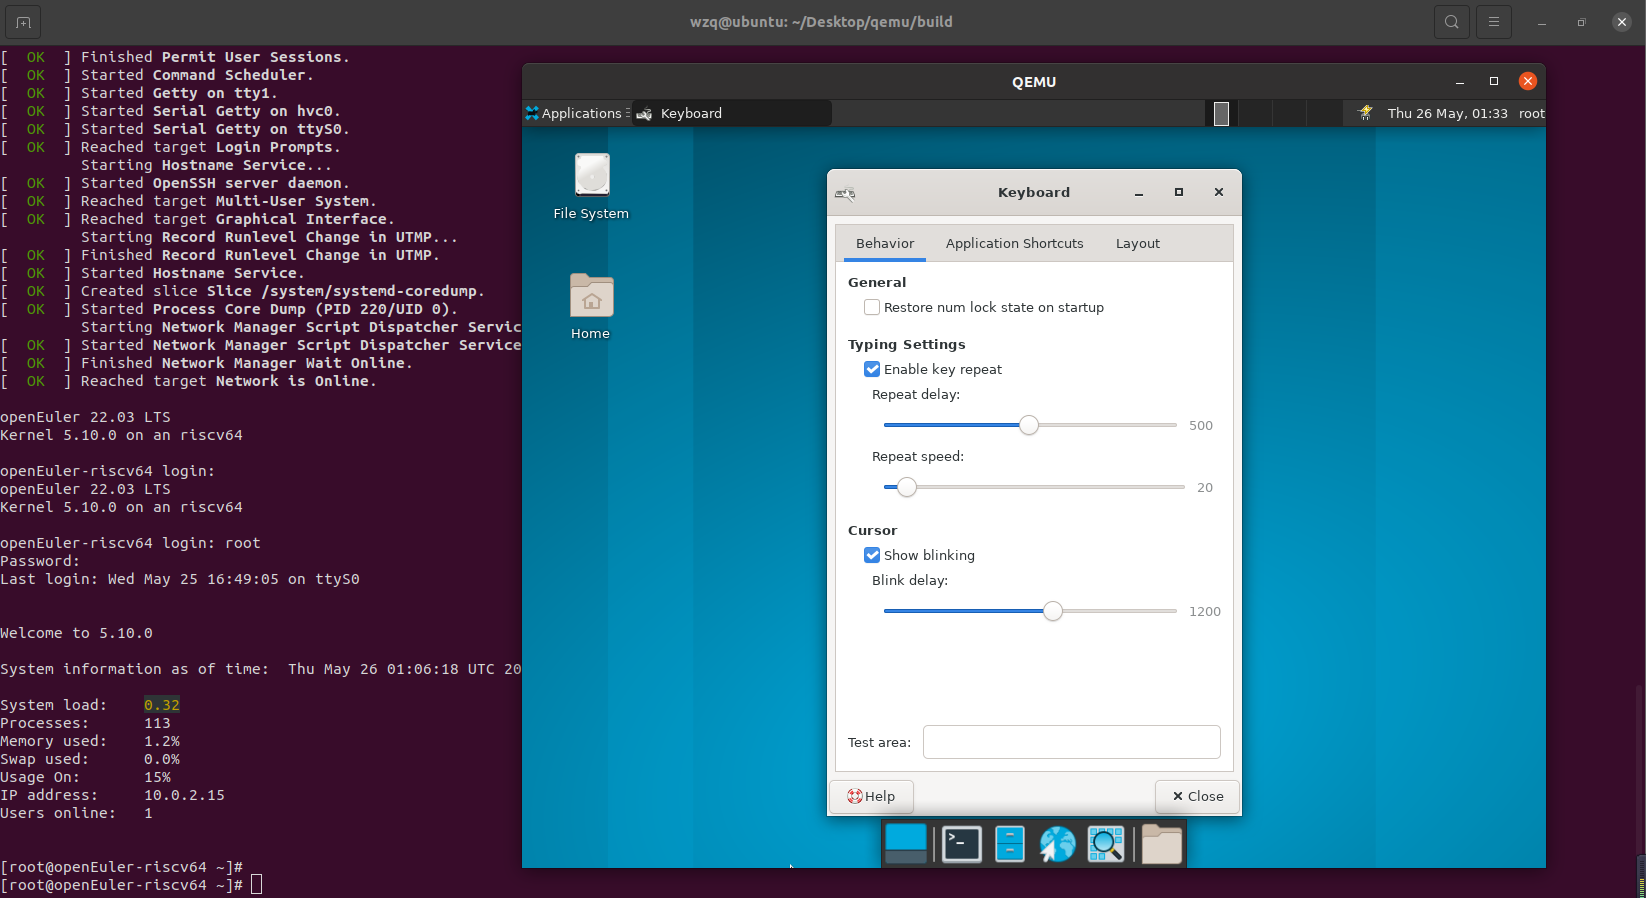 wzq@ubuntu: ~/Desktop/qemu/build
[  OK  ] Finished Permit User Sessions.
[  OK  ] Started Command Scheduler.
[  OK  ] Started Getty on tty1.
[  OK  ] Started Serial Getty on hvc0.
[  OK  ] Started Serial Getty on ttyS0.
[  OK  ] Reached target Login Prompts.
         Starting Hostname Service...
[  OK  ] Started OpenSSH server daemon.
[  OK  ] Reached target Multi-User System.
[  OK  ] Reached target Graphical Interface.
         Starting Record Runlevel Change in UTMP...
[  OK  ] Finished Record Runlevel Change in UTMP.
[  OK  ] Started Hostname Service.
[  OK  ] Created slice Slice /system/systemd-coredump.
[  OK  ] Started Process Core Dump (PID 220/UID 0).
         Starting Network Manager Script Dispatcher Servic
[  OK  ] Started Network Manager Script Dispatcher Service
[  OK  ] Finished Network Manager Wait Online.
[  OK  ] Reached target Network is Online.
openEuler 22.03 LTS
Kernel 5.10.0 on an riscv64
openEuler-riscv64 login:
openEuler 22.03 LTS
Kernel 5.10.0 on an riscv64
openEuler-riscv64 login: root
Password:
Last login: Wed May 25 16:49:05 on ttyS0
Welcome to 5.10.0
System information as of time:  Thu May 26 01:06:18 UTC 20
System load:    0.32
Processes:      113
Memory used:    1.2%
Swap used:      0.0%
Usage On:       15%
IP address:     10.0.2.15
Users online:   1
[root@openEuler-riscv64 ~]#
[root@openEuler-riscv64 ~]#
QEMU
Applications
Keyboard
Thu 26 May, 01:33
root
File System
Home
Keyboard
Behavior
Application Shortcuts
Layout
General
Restore num lock state on startup
Typing Settings
Enable key repeat
Repeat delay:
500
Repeat speed:
20
Cursor
Show blinking
Blink delay:
1200
Test area:
Help
Close